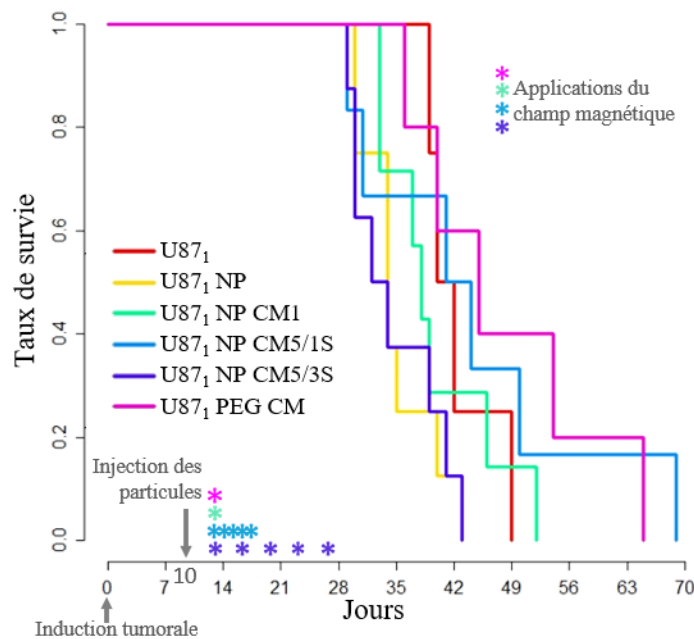 1.0
0.8
0.6
0.4
0.2
0.0
Taux de survie
* Applications du
* champ magnétique
*
*
U87₁
U87₁ NP
U87₁ NP CM1
U87₁ NP CM5/1S
U87₁ NP CM5/3S
U87₁ PEG CM
Injection des
particules
*
*
*****
* * * * *
0 7 10 14 21 28 35 42 49 56 63 70
Jours
Induction tumorale